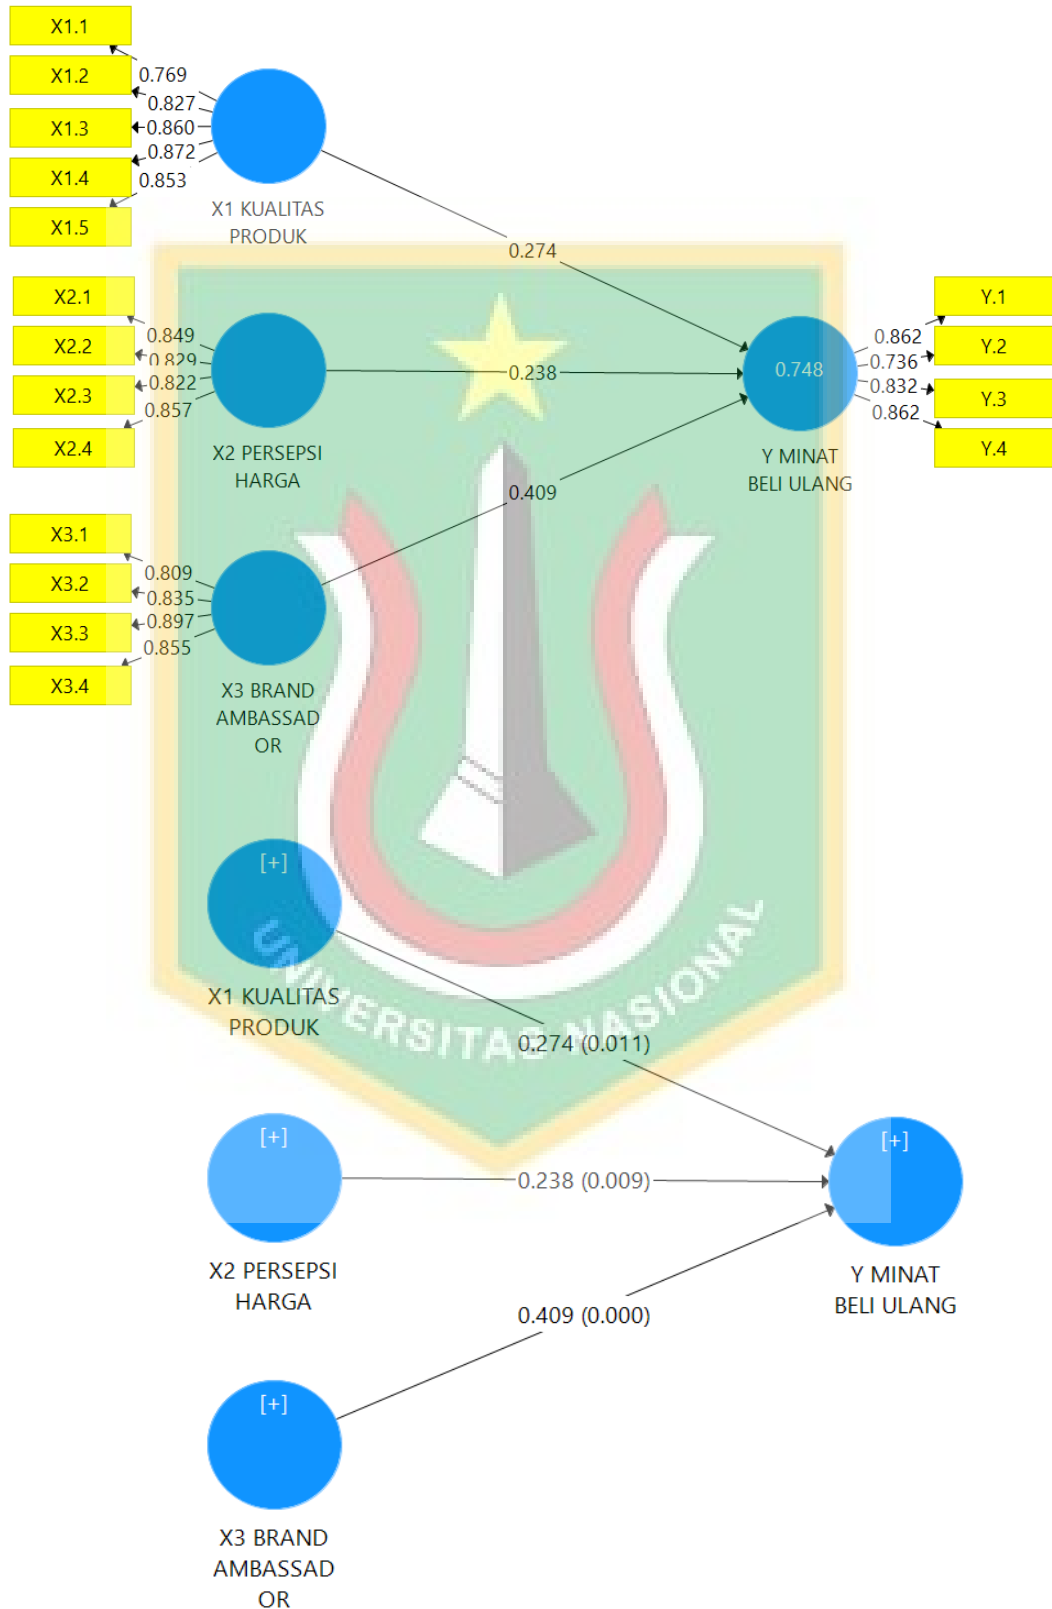 X1.1
X1.2
X1.3
X1.4
X1.5
0.769
0.827
0.860
0.872
0.853
X1 KUALITAS
PRODUK
0.274
X2.1
X2.2
X2.3
X2.4
0.849
0.829
0.822
0.857
X2 PERSEPSI
HARGA
0.238
X3.1
X3.2
X3.3
X3.4
0.809
0.835
0.897
0.855
X3 BRAND
AMBASSAD
OR
0.409
0.748
Y MINAT
BELI ULANG
0.862
0.736
0.832
0.862
Y.1
Y.2
Y.3
Y.4
[+]
X1 KUALITAS
PRODUK
UNIVERSITAS NASIONAL
0.274 (0.011)
[+]
X2 PERSEPSI
HARGA
0.238 (0.009)
[+]
Y MINAT
BELI ULANG
0.409 (0.000)
[+]
X3 BRAND
AMBASSAD
OR